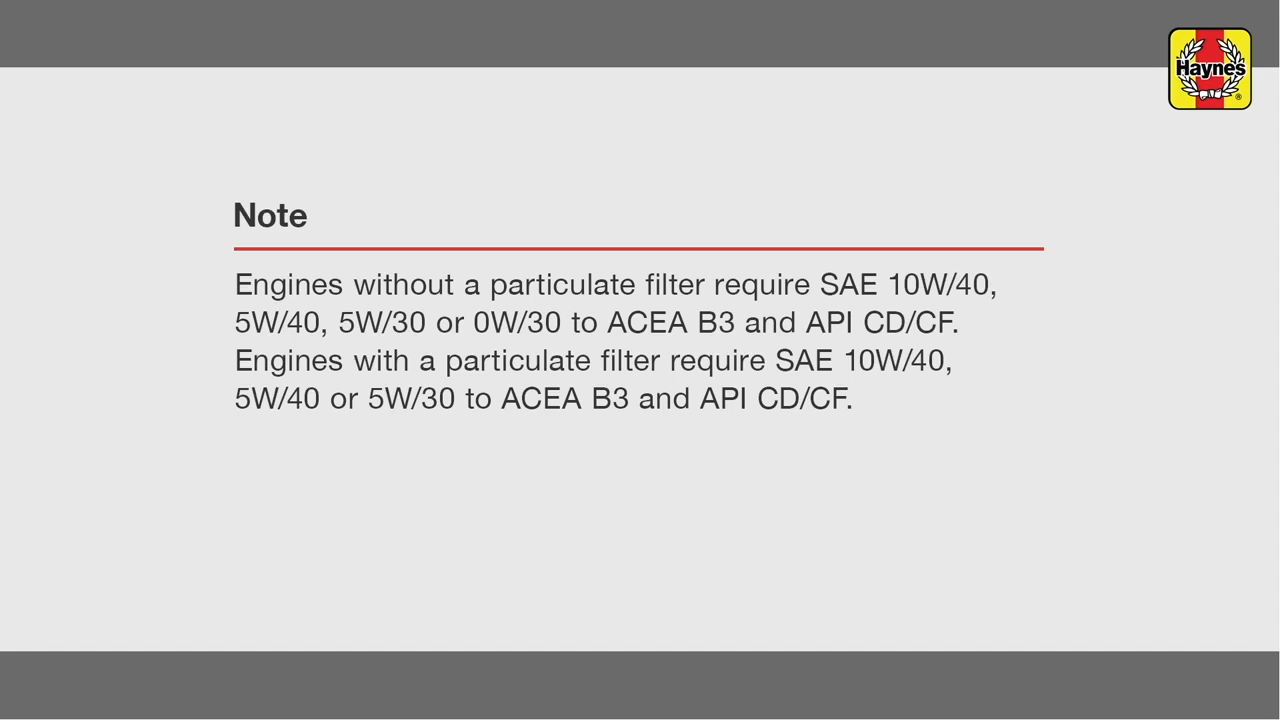 Haynes
®
Note
Engines without a particulate filter require SAE 10W/40,
5W/40, 5W/30 or 0W/30 to ACEA B3 and API CD/CF.
Engines with a particulate filter require SAE 10W/40,
5W/40 or 5W/30 to ACEA B3 and API CD/CF.